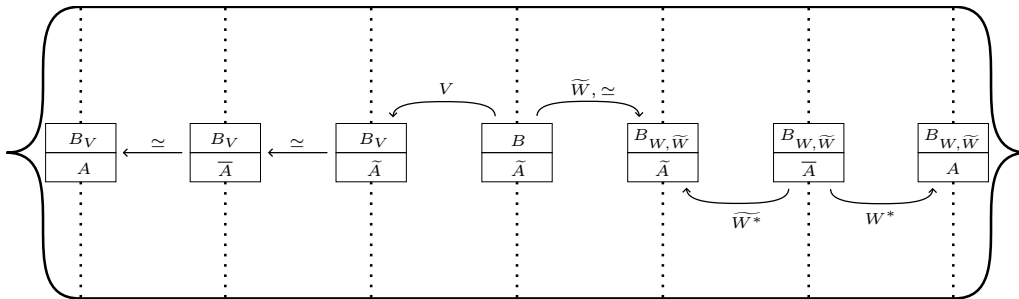 V
W̃, ≃
B_V B_V B_V B B_{W,W̃} B_{W,W̃} B_{W,W̃}
≃ ≃
A A̅ Ã Ã Ã A̅ A
W̃* W*